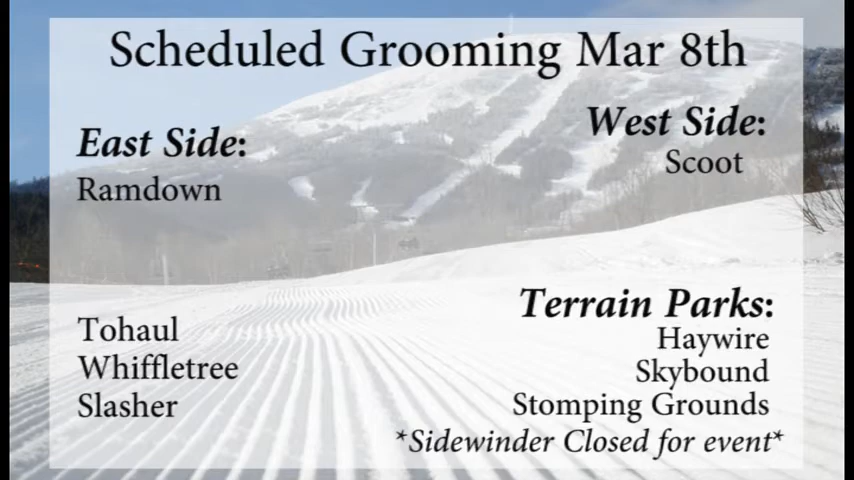 Scheduled Grooming Mar 8th
East Side:
Ramdown
Tohaul
Whiffletree
Slasher
West Side:
Scoot
Terrain Parks:
Haywire
Skybound
Stomping Grounds
*Sidewinder Closed for event*